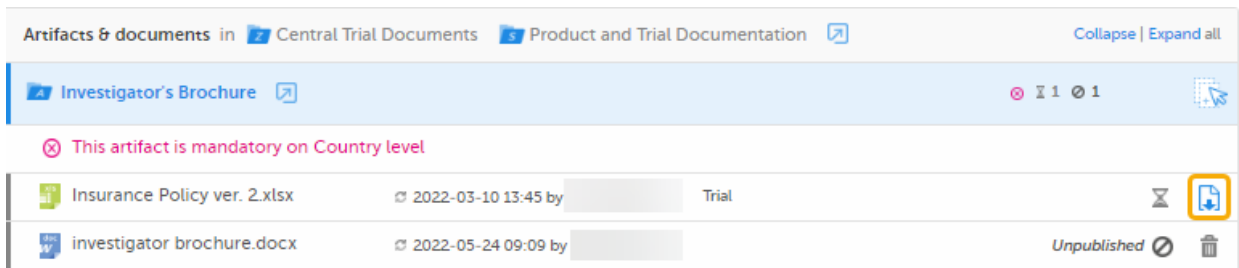 Artifacts & documents in Z Central Trial Documents S Product and Trial Documentation Collapse | Expand all
A Investigator's Brochure 1 1
This artifact is mandatory on Country level
xls Insurance Policy ver. 2.xlsx 2022-03-10 13:45 by Trial
doc W investigator brochure.docx 2022-05-24 09:09 by Unpublished